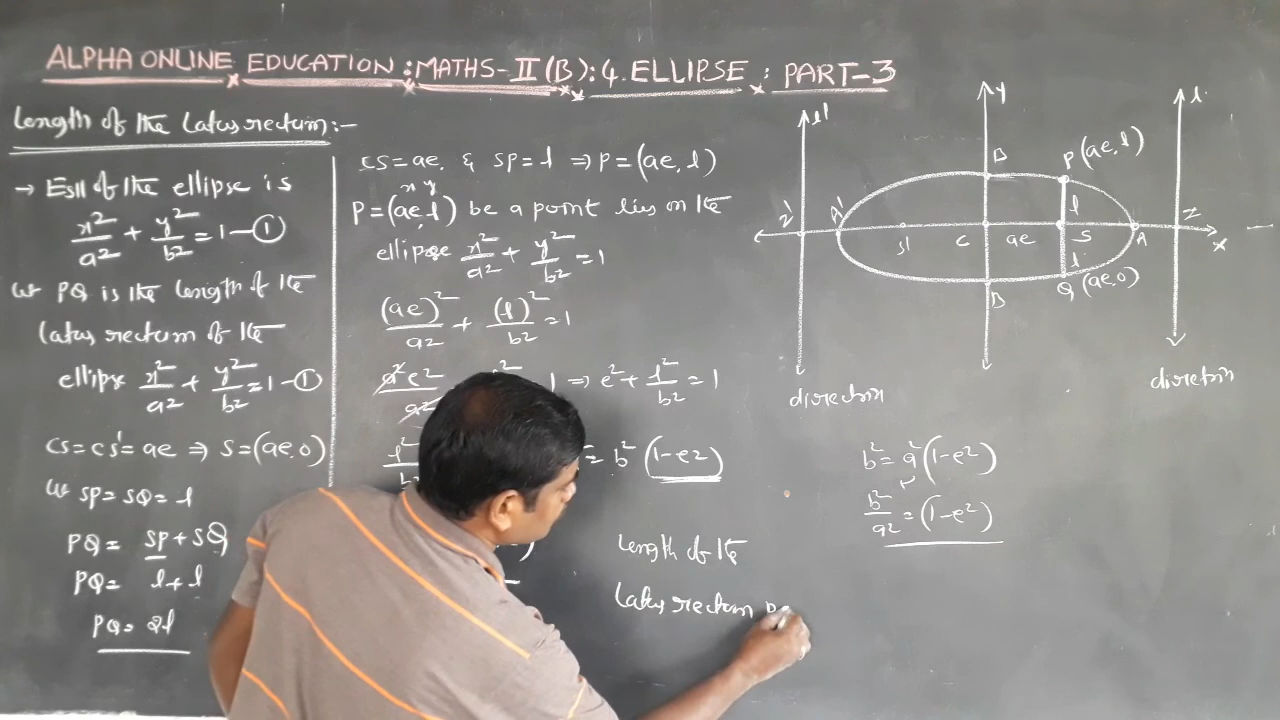 ALPHA ONLINE EDUCATION : MATHS-II(B): 4. ELLIPSE : PART-3
Length of the Latus rectum:-
→ Eqn of the ellipse is
x²/a² + y²/b² = 1 - ①
let PQ is the length of the
latus rectum of the
ellipse x²/a² + y²/b² = 1 - ①
CS = CS' = ae ⇒ S = (ae, 0)
let SP = SQ = l
PQ = SP + SQ
PQ = l + l
PQ = 2l
CS = ae. & SP = l ⇒ P = (ae, l)
x y
P = (ae, l) be a point lies on the
ellipse x²/a² + y²/b² = 1
(ae)²/a² + (l)²/b² = 1
a²e²/a² 1 ⇒ e² + l²/b² = 1
l² = b²(1-e²)
Length of the
Latus rectum
l'
Y
l
B
P (ae, l)
l
Z'
A'
S'
C
ae
S
A
Z
X
l
B
Q (ae, 0)
directrix
directrix
b² = a²(1-e²)
b²/a² = (1-e²)